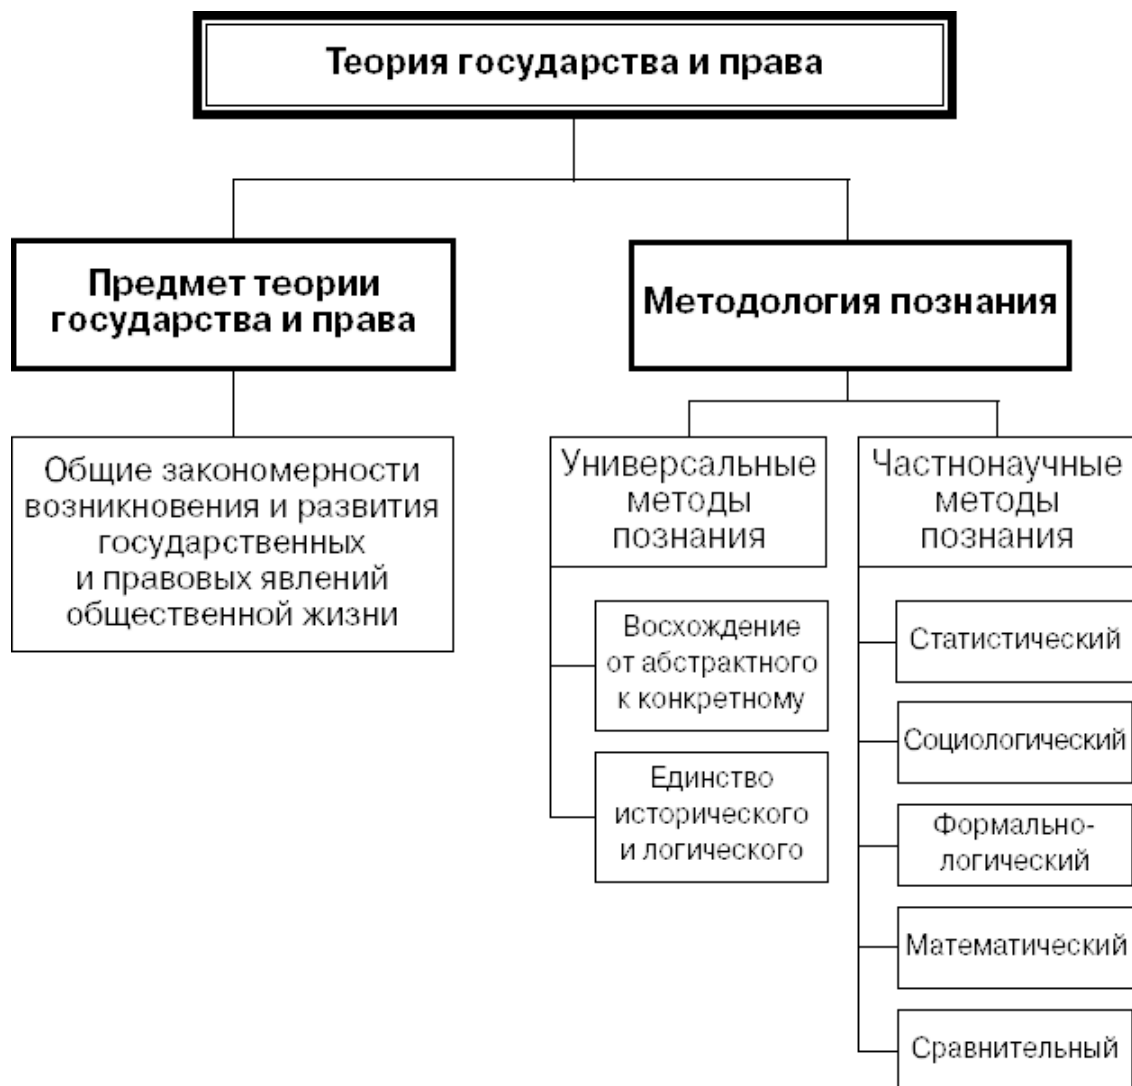 Теория государства и права
Предмет теории
государства и права
Методология познания
Общие закономерности
возникновения и развития
государственных
и правовых явлений
общественной жизни
Универсальные
методы
познания
Восхождение
от абстрактного
к конкретному
Единство
исторического
и логического
Частнонаучные
методы
познания
Статистический
Социологический
Формально-
логический
Математический
Сравнительный